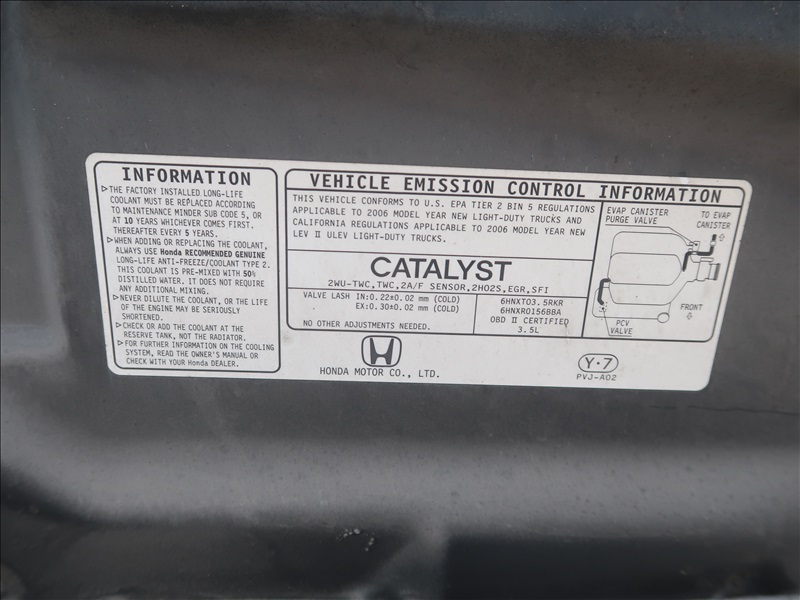 INFORMATION
▷THE FACTORY INSTALLED LONG-LIFE
COOLANT MUST BE REPLACED ACCORDING
TO MAINTENANCE MINDER SUB CODE 5, OR
AT 10 YEARS WHICHEVER COMES FIRST.
THEREAFTER EVERY 5 YEARS.
▷WHEN ADDING OR REPLACING THE COOLANT,
ALWAYS USE Honda RECOMMENDED GENUINE
LONG-LIFE ANTI-FREEZE/COOLANT TYPE 2.
THIS COOLANT IS PRE-MIXED WITH 50%
DISTILLED WATER. IT DOES NOT REQUIRE
ANY ADDITIONAL MIXING.
▷NEVER DILUTE THE COOLANT, OR THE LIFE
OF THE ENGINE MAY BE SERIOUSLY
SHORTENED.
▷CHECK OR ADD THE COOLANT AT THE
RESERVE TANK, NOT THE RADIATOR.
▷FOR FURTHER INFORMATION ON THE COOLING
SYSTEM, READ THE OWNER'S MANUAL OR
CHECK WITH YOUR Honda DEALER.
VEHICLE EMISSION CONTROL INFORMATION
THIS VEHICLE CONFORMS TO U.S. EPA TIER 2 BIN 5 REGULATIONS
APPLICABLE TO 2006 MODEL YEAR NEW LIGHT-DUTY TRUCKS AND
CALIFORNIA REGULATIONS APPLICABLE TO 2006 MODEL YEAR NEW
LEV II ULEV LIGHT-DUTY TRUCKS.
CATALYST
2WU-TWC,TWC,2A/F SENSOR,2HO2S,EGR,SFI
VALVE LASH IN:0.22±0.02 mm (COLD)
EX:0.30±0.02 mm (COLD)
NO OTHER ADJUSTMENTS NEEDED.
6HNXT03.5RKR
6HNXR0156BBA
OBD II CERTIFIED
3.5L
EVAP CANISTER
PURGE VALVE
TO EVAP
CANISTER
FRONT
PCV
VALVE
HONDA MOTOR CO., LTD.
Y·7
PVJ-A02